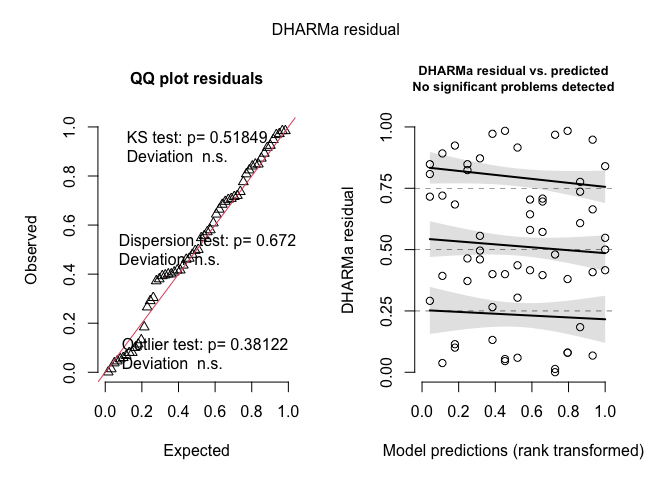 DHARMa residual
QQ plot residuals
1.0
0.8
0.6
0.4
0.2
0.0
Observed
KS test: p= 0.51849
Deviation n.s.
Dispersion test: p= 0.672
Deviation n.s.
Outlier test: p= 0.38122
Deviation n.s.
0.0 0.2 0.4 0.6 0.8 1.0
Expected
DHARMa residual vs. predicted
No significant problems detected
1.00
0.75
0.50
0.25
0.00
DHARMa residual
0.0 0.2 0.4 0.6 0.8 1.0
Model predictions (rank transformed)